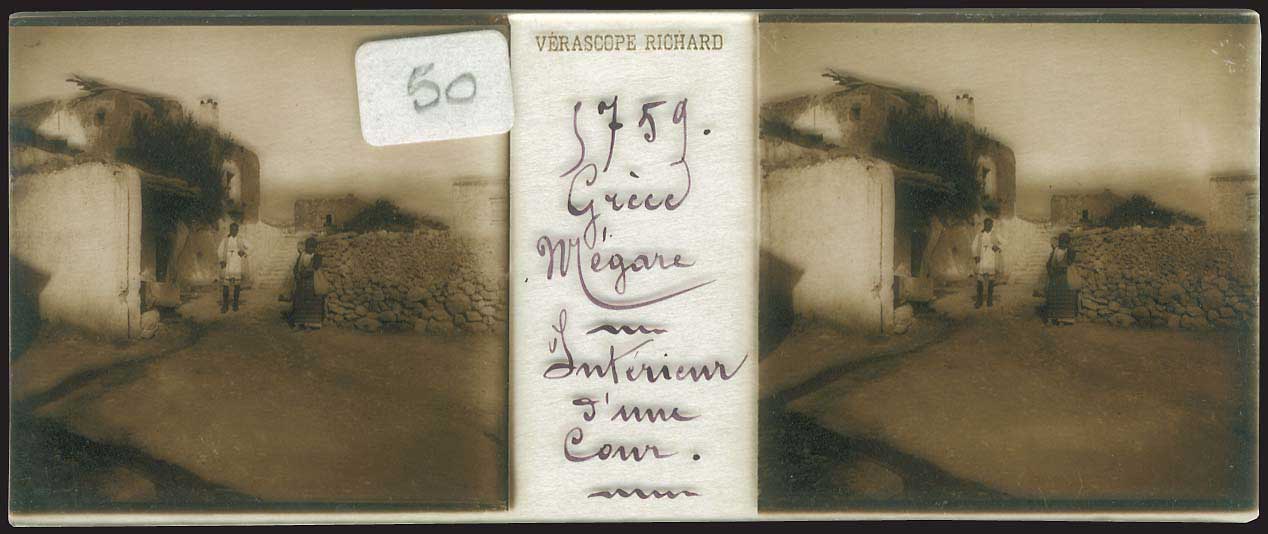 50
VÉRASCOPE RICHARD
5759.
Grèce
Mégare
Intérieur
d'une
Cour.